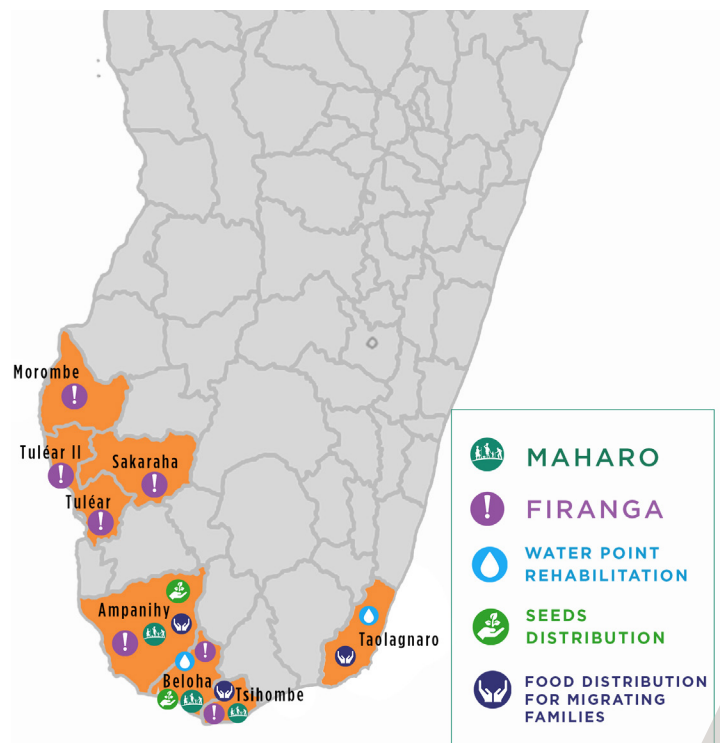 Morombe
Tuléar II
Sakaraha
Tuléar
Ampanihy
Taolagnaro
Beloha
Tsihombe
MAHARO
FIRANGA
WATER POINT
REHABILITATION
SEEDS
DISTRIBUTION
FOOD DISTRIBUTION
FOR MIGRATING
FAMILIES